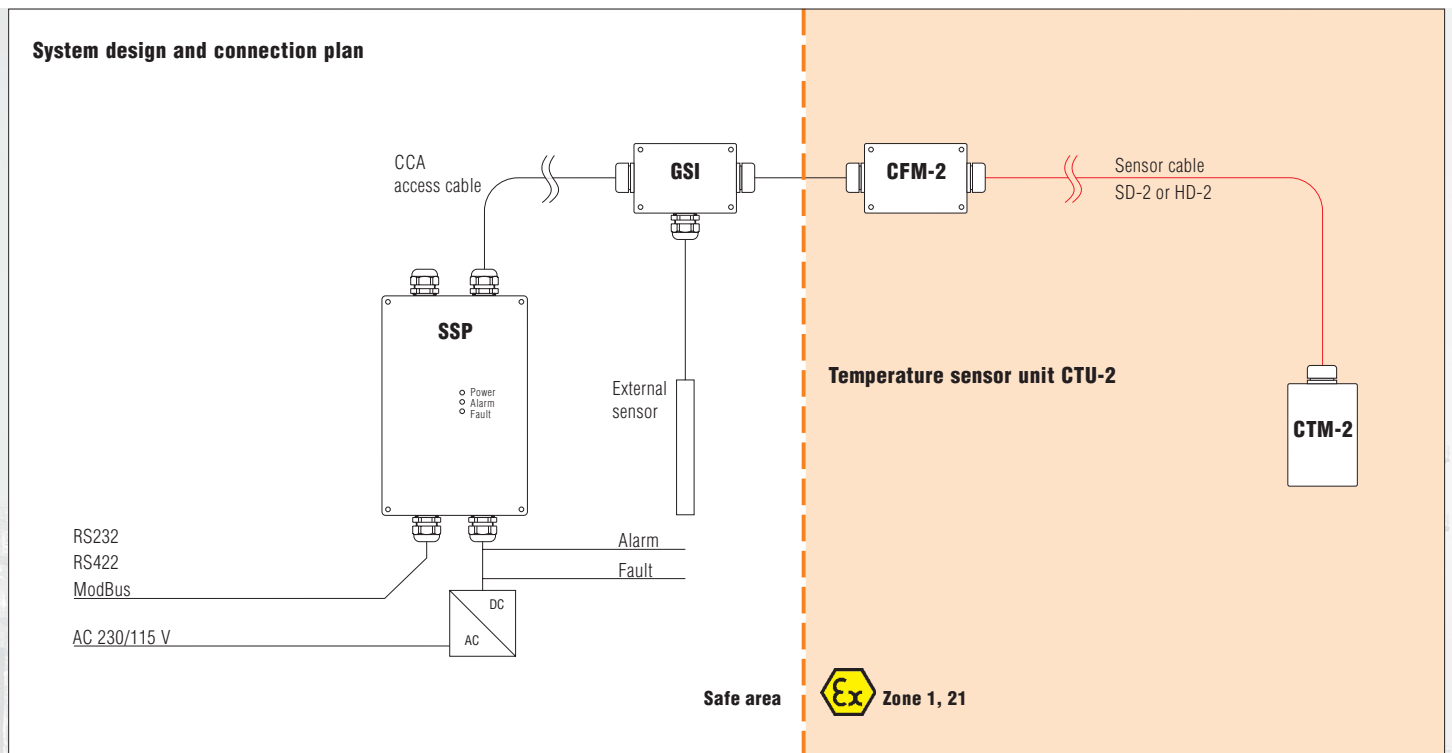 System design and connection plan
CCA
access cable
GSI
CFM-2
Sensor cable
SD-2 or HD-2
SSP
Power
Alarm
Fault
External
sensor
Temperature sensor unit CTU-2
CTM-2
RS232
RS422
ModBus
Alarm
Fault
DC
AC
AC 230/115 V
Safe area
Ex
Zone 1, 21